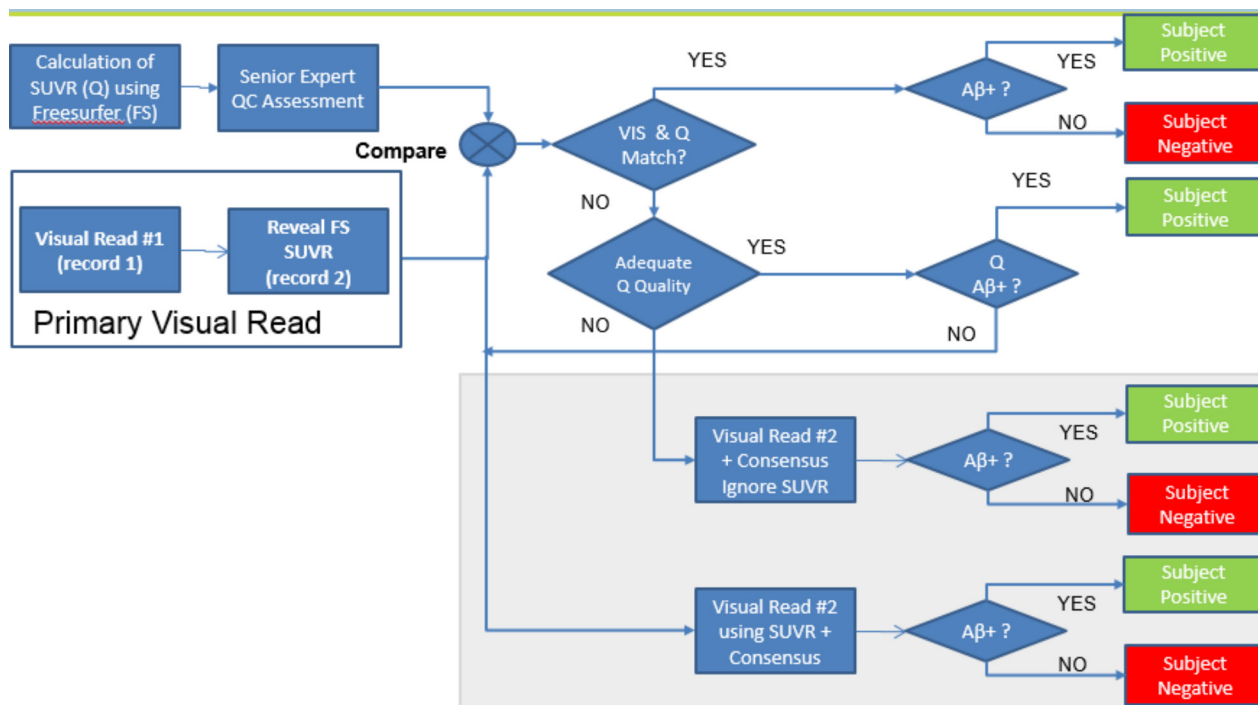 Calculation of
SUVR (Q) using
Freesurfer (FS)
Senior Expert
QC Assessment
Compare
VIS & Q
Match?
YES
NO
Aβ+ ?
YES
NO
Subject
Positive
Subject
Negative
Visual Read #1
(record 1)
Reveal FS
SUVR
(record 2)
Primary Visual Read
Adequate
Q Quality
YES
NO
Q
Aβ+ ?
YES
NO
Subject
Positive
Visual Read #2
+ Consensus
Ignore SUVR
Aβ+ ?
YES
NO
Subject
Positive
Subject
Negative
Visual Read #2
using SUVR +
Consensus
Aβ+ ?
YES
NO
Subject
Positive
Subject
Negative